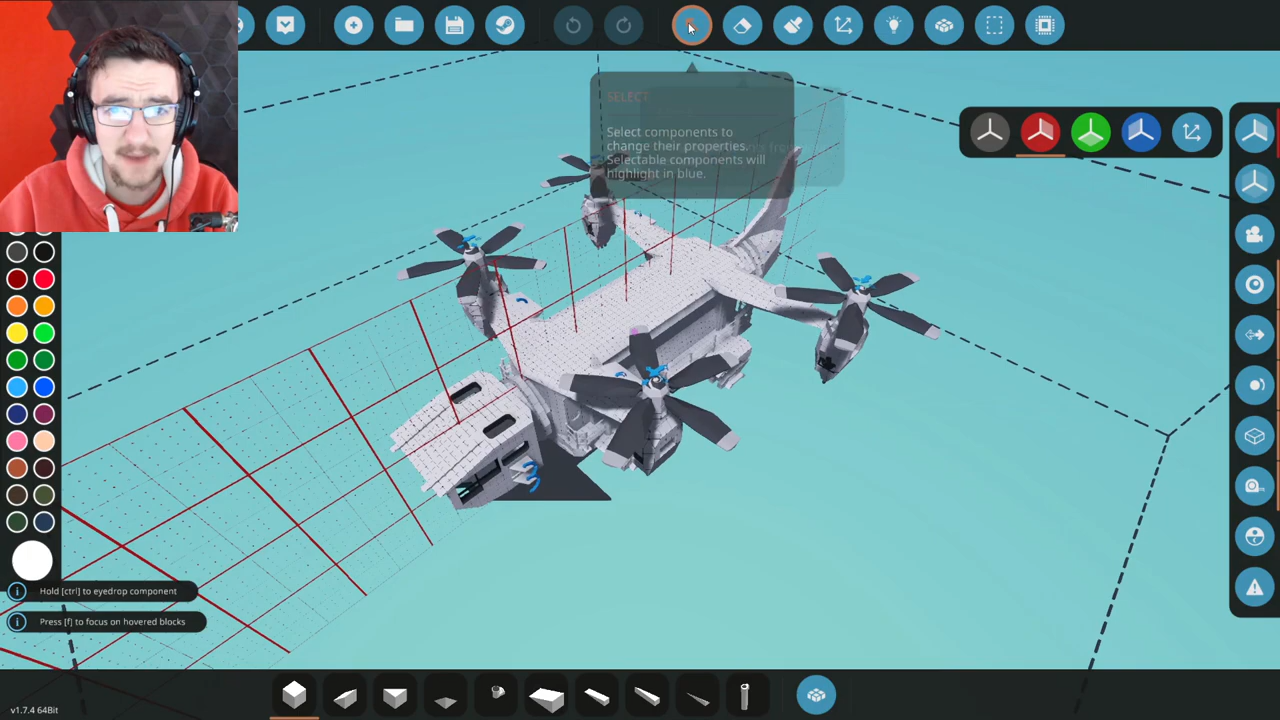 SELECT
Select components to
change their properties.
Selectable components will
highlight in blue.
Hold [ctrl] to eyedrop component
Press [f] to focus on hovered blocks
v1.7.4 64Bit